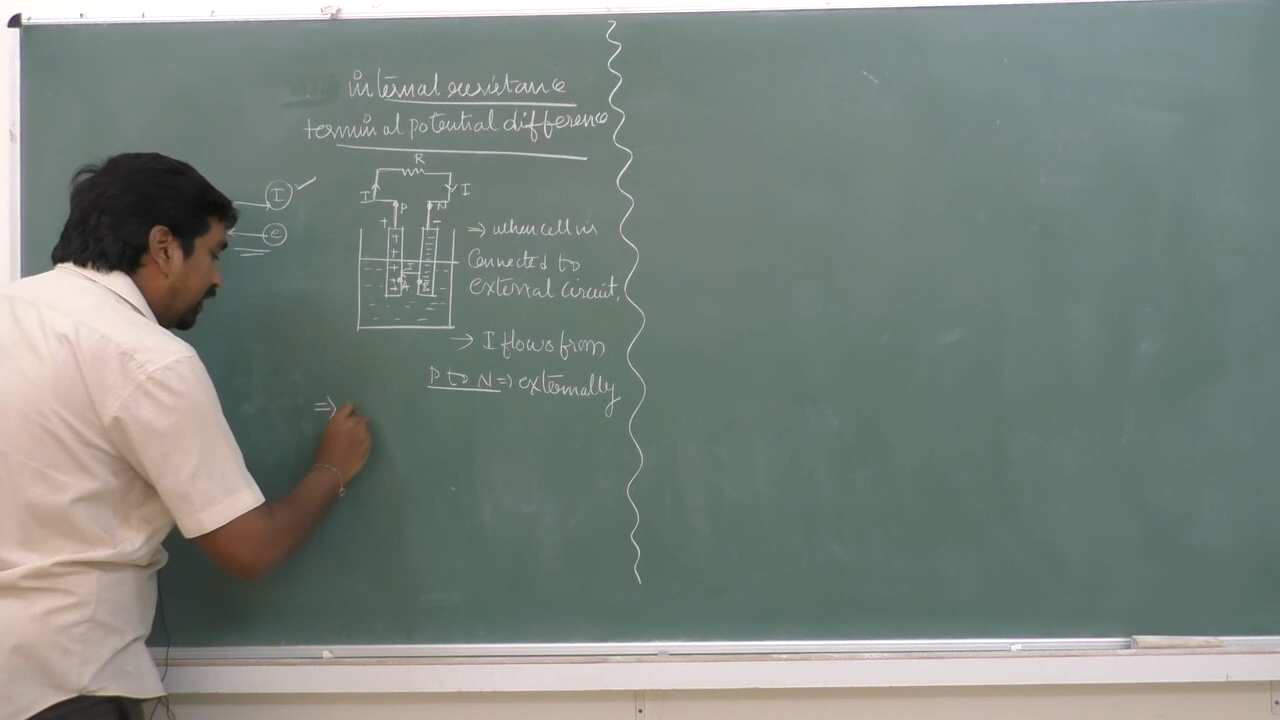 internal resistance
terminal potential difference
R
I
I
P
N
+
-
I
e
I
A
B
=> when cell is
Connected to
external circuit,
-> I flows from
P to N => externally
=>